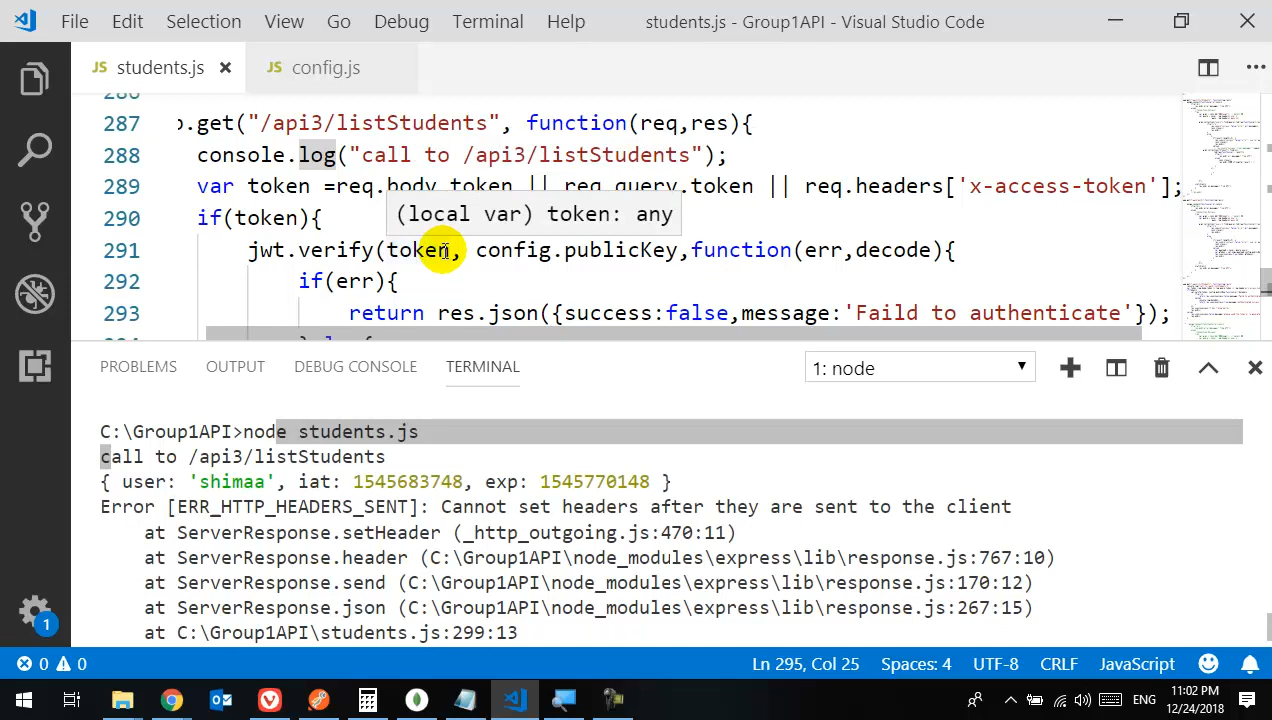 File Edit Selection View Go Debug Terminal Help students.js - Group1API - Visual Studio Code
JS students.js JS config.js
286
287 o.get("/api3/listStudents", function(req,res){
288 console.log("call to /api3/listStudents");
289 var token =req.body.token || req.query.token || req.headers['x-access-token'];
290 if(token){
(local var) token: any
291 jwt.verify(token, config.publicKey,function(err,decode){
292 if(err){
293 return res.json({success:false,message:'Faild to authenticate'});
PROBLEMS OUTPUT DEBUG CONSOLE TERMINAL 1: node
C:\Group1API>node students.js
call to /api3/listStudents
{ user: 'shimaa', iat: 1545683748, exp: 1545770148 }
Error [ERR_HTTP_HEADERS_SENT]: Cannot set headers after they are sent to the client
at ServerResponse.setHeader (_http_outgoing.js:470:11)
at ServerResponse.header (C:\Group1API\node_modules\express\lib\response.js:767:10)
at ServerResponse.send (C:\Group1API\node_modules\express\lib\response.js:170:12)
at ServerResponse.json (C:\Group1API\node_modules\express\lib\response.js:267:15)
at C:\Group1API\students.js:299:13
1
0 0 Ln 295, Col 25 Spaces: 4 UTF-8 CRLF JavaScript
ENG 11:02 PM
12/24/2018